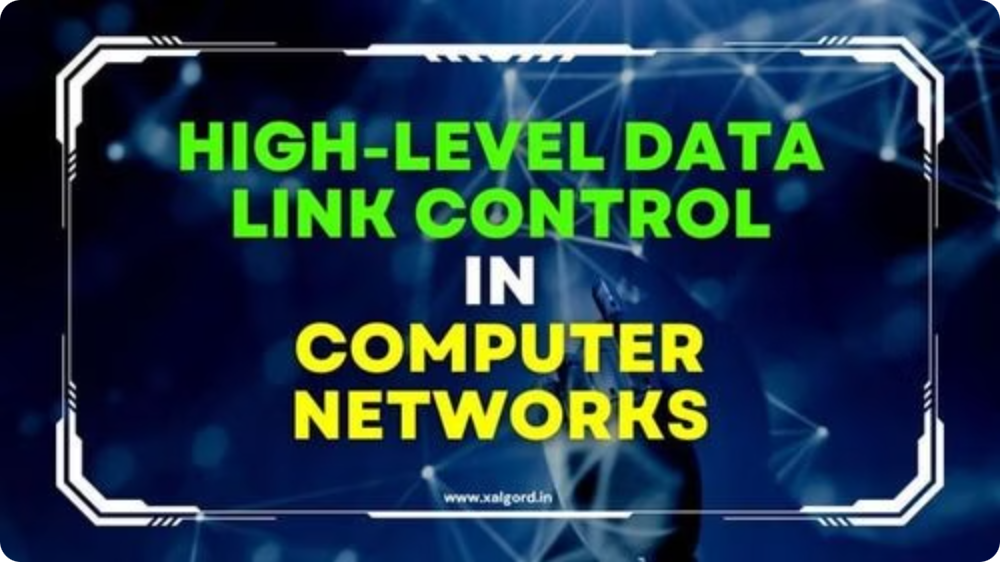 HIGH-LEVEL DATA
LINK CONTROL
IN
COMPUTER
NETWORKS
www.xalgord.in